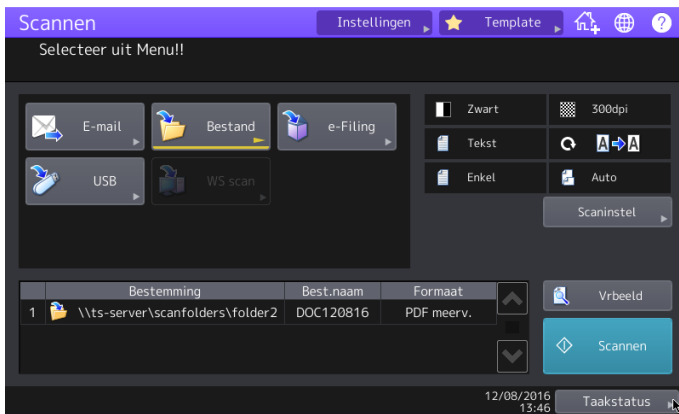 Scannen
Instellingen
Template
?
Selecteer uit Menu!!
E-mail
Bestand
e-Filing
USB
WS scan
Zwart
300dpi
Tekst
A A
Enkel
Auto
Scaninstel
Bestemming Best.naam Formaat
1 \\ts-server\scanfolders\folder2 DOC120816 PDF meerv.
Vrbeeld
Scannen
12/08/2016
13:46
Taakstatus